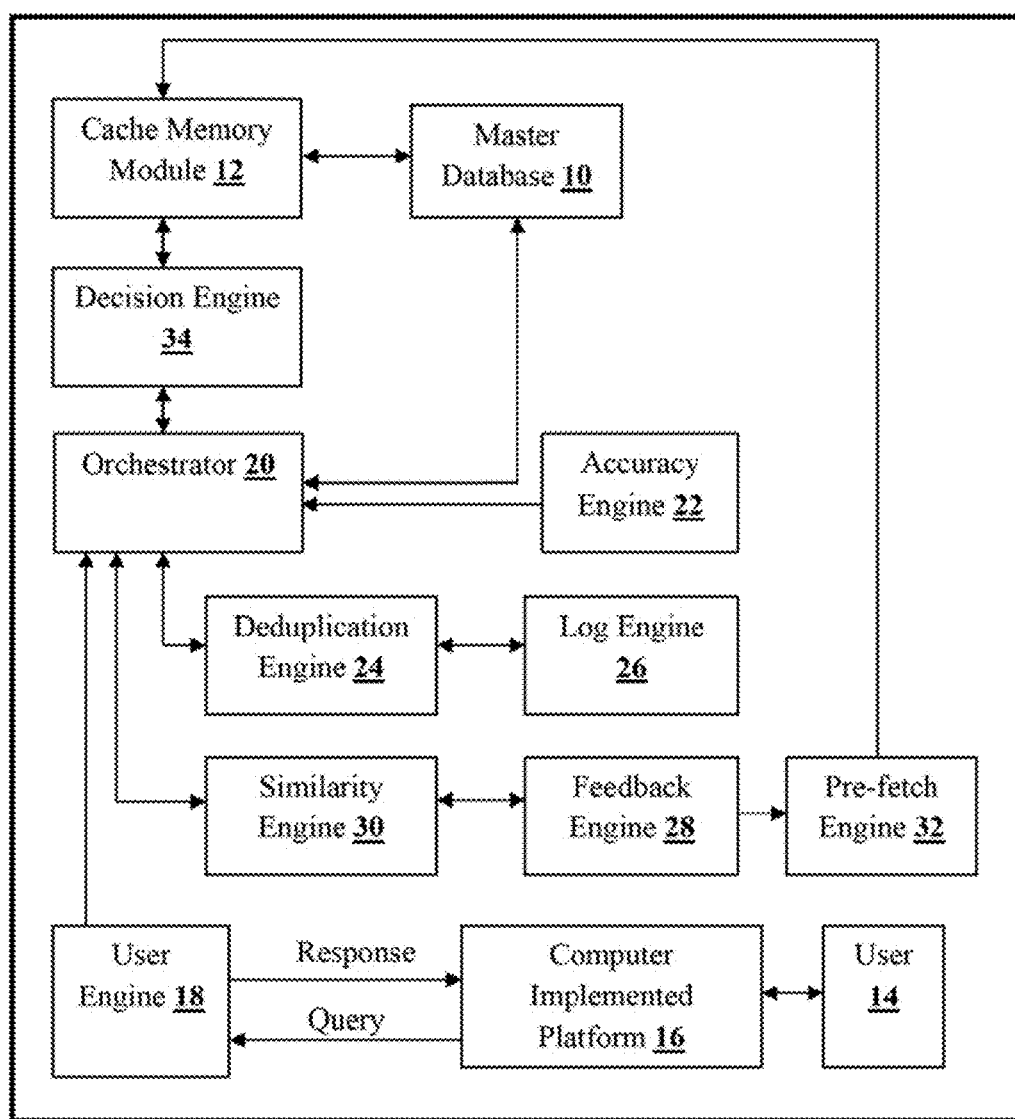 Cache Memory
Module 12
Master
Database 10
Decision Engine
34
Orchestrator 20
Accuracy
Engine 22
Deduplication
Engine 24
Log Engine
26
Similarity
Engine 30
Feedback
Engine 28
Pre-fetch
Engine 32
User
Engine 18
Response
Query
Computer
Implemented
Platform 16
User
14